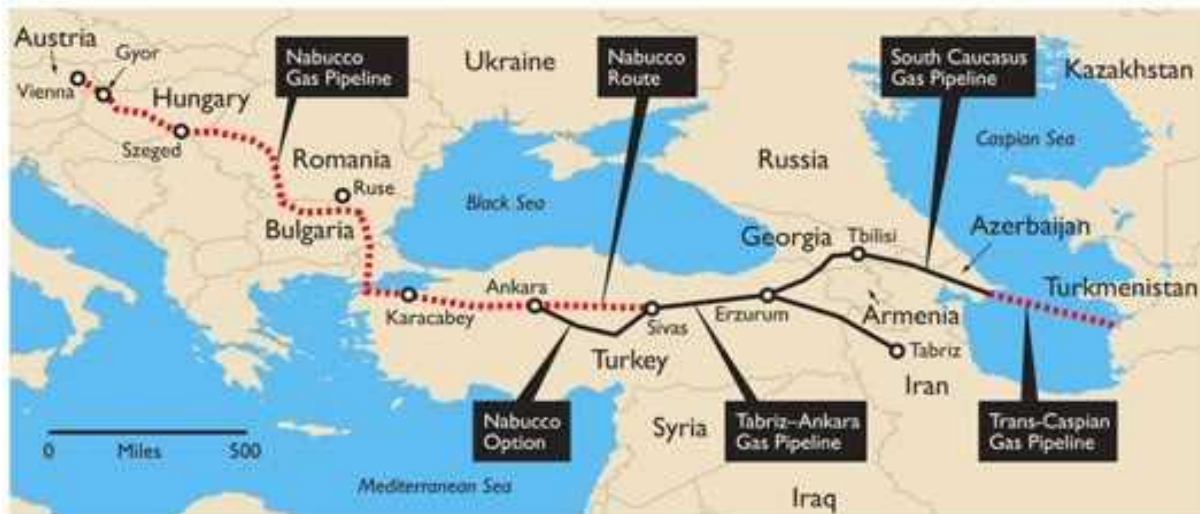 Austria
Gyor
Vienna
Hungary
Szeged
Nabucco
Gas Pipeline
Romania
Ruse
Bulgaria
Ukraine
Nabucco
Route
South Caucasus
Gas Pipeline
Kazakhstan
Caspian Sea
Russia
Black Sea
Georgia
Tbilisi
Azerbaijan
Turkmenistan
Ankara
Karacabey
Sivas
Erzurum
Armenia
Tabriz
Turkey
Iran
Nabucco
Option
Syria
Tabriz–Ankara
Gas Pipeline
Trans-Caspian
Gas Pipeline
0 Miles 500
Mediterranean Sea
Iraq